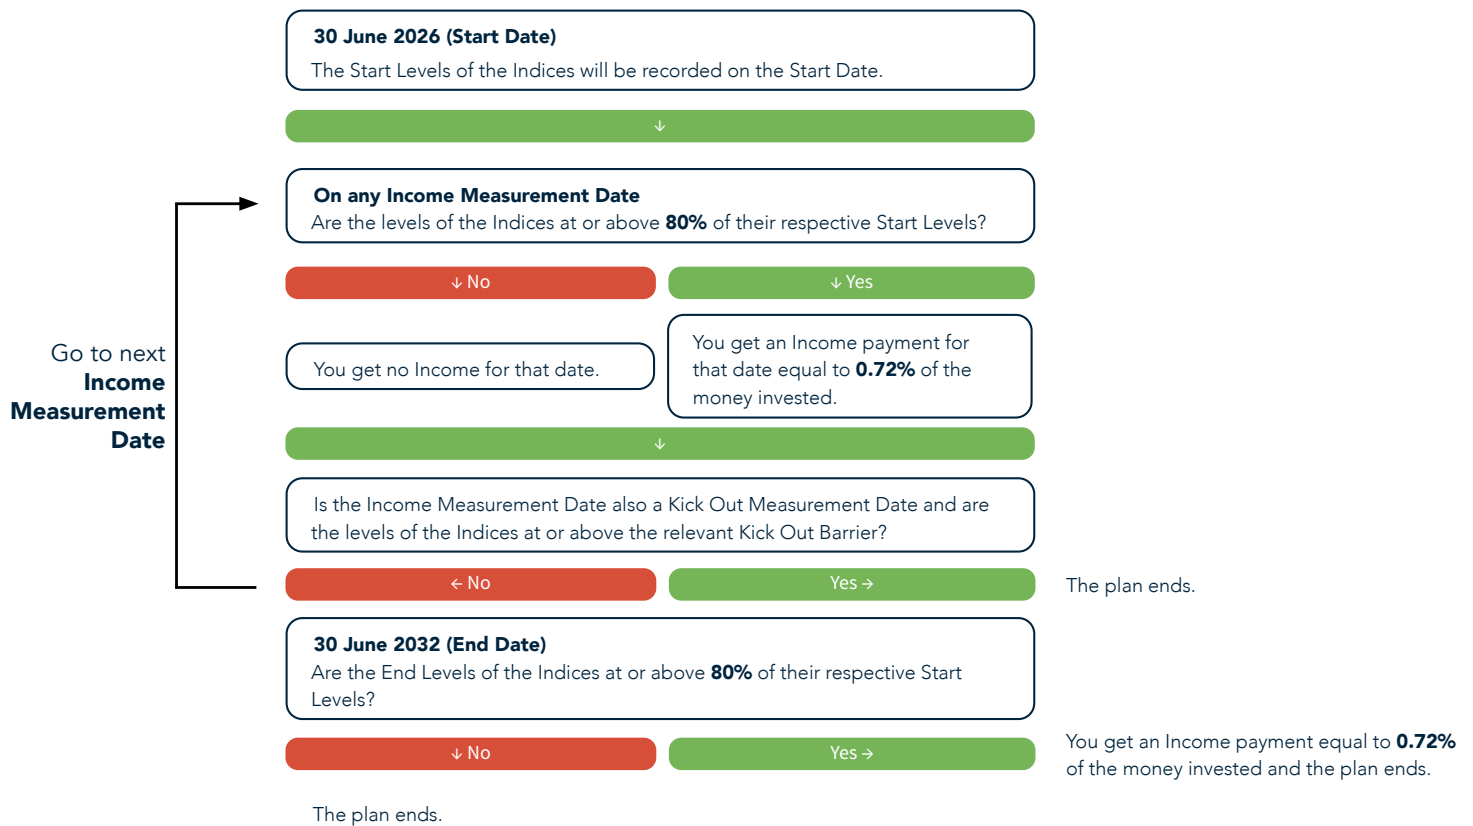 30 June 2026 (Start Date)
The Start Levels of the Indices will be recorded on the Start Date.
↓
On any Income Measurement Date
Are the levels of the Indices at or above 80% of their respective Start Levels?
↓ No
↓ Yes
Go to next
Income
Measurement
Date
You get no Income for that date.
You get an Income payment for
that date equal to 0.72% of the
money invested.
↓
Is the Income Measurement Date also a Kick Out Measurement Date and are
the levels of the Indices at or above the relevant Kick Out Barrier?
← No
Yes →
The plan ends.
30 June 2032 (End Date)
Are the End Levels of the Indices at or above 80% of their respective Start
Levels?
↓ No
Yes →
You get an Income payment equal to 0.72%
of the money invested and the plan ends.
The plan ends.